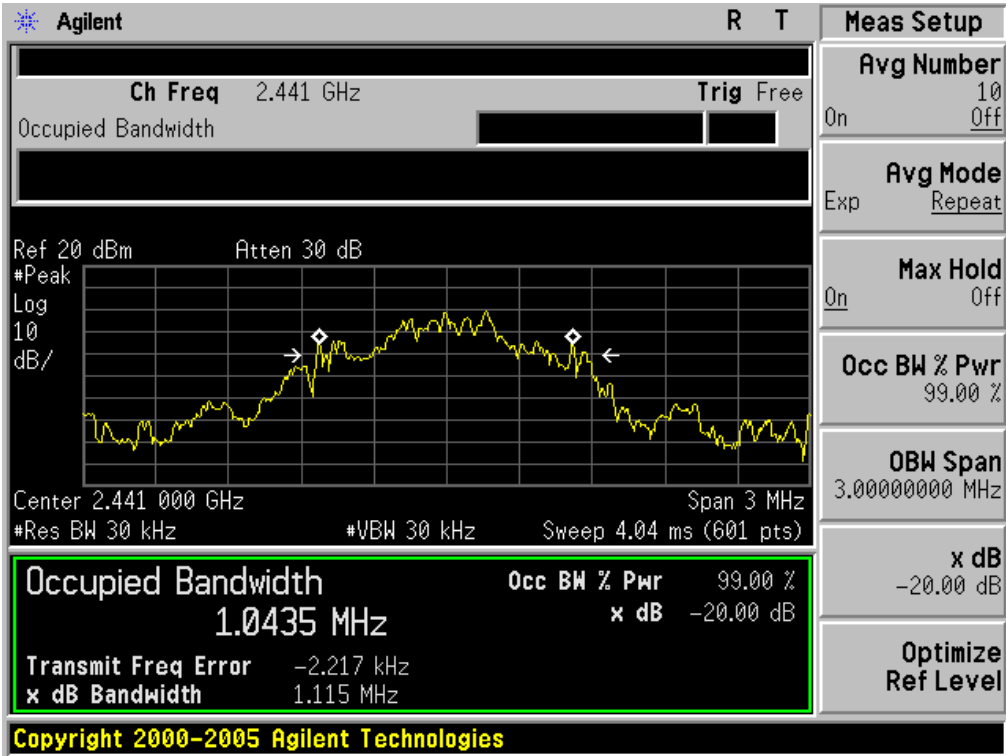 Agilent R T
Ch Freq 2.441 GHz Trig Free
Occupied Bandwidth
Ref 20 dBm Atten 30 dB
#Peak
Log
10
dB/
Center 2.441 000 GHz Span 3 MHz
#Res BW 30 kHz #VBW 30 kHz Sweep 4.04 ms (601 pts)
Occupied Bandwidth Occ BW % Pwr 99.00 %
1.0435 MHz x dB -20.00 dB
Transmit Freq Error -2.217 kHz
x dB Bandwidth 1.115 MHz
Copyright 2000-2005 Agilent Technologies
Meas Setup
Avg Number
10
On Off
Avg Mode
Exp Repeat
Max Hold
On Off
Occ BW % Pwr
99.00 %
OBW Span
3.00000000 MHz
x dB
-20.00 dB
Optimize
Ref Level